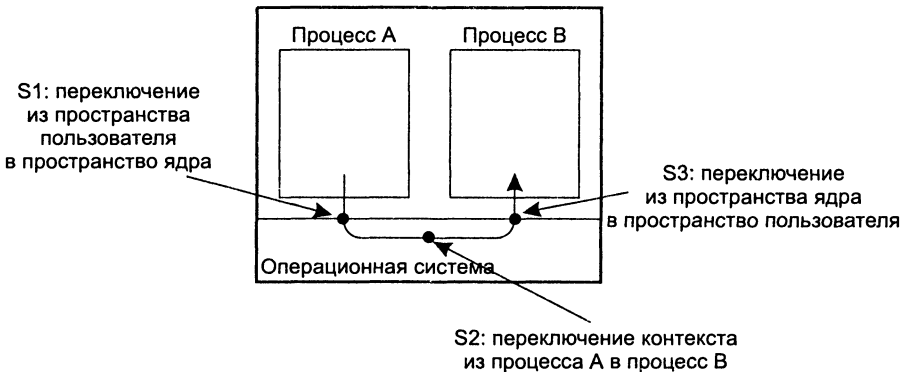 Процесс A
Процесс B
S1: переключение
из пространства
пользователя
в пространство ядра
S3: переключение
из пространства ядра
в пространство пользователя
Операционная система
S2: переключение контекста
из процесса A в процесс B